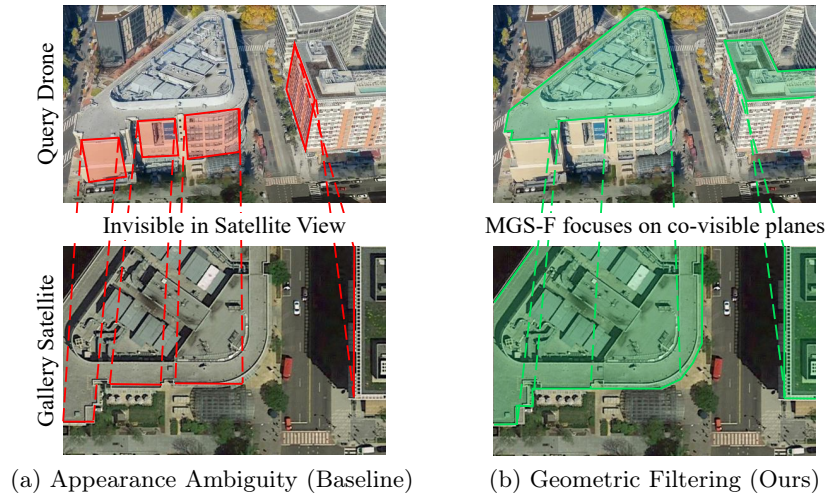 Query Drone
Invisible in Satellite View
MGS-F focuses on co-visible planes
Gallery Satellite
(a) Appearance Ambiguity (Baseline)
(b) Geometric Filtering (Ours)